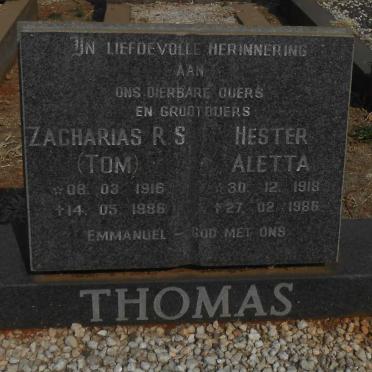 IN LIEFDEVOLLE HERINNERING
AAN
ONS DIERBARE OUERS
EN GROOTOUERS
ZACHARIAS R. S. HESTER
(TOM) ALETTA
☆ 08. 03. 1916 ☆ 30. 12. 1918
† 14. 05. 1986 † 27. 02. 1986
EMMANUEL - GOD MET ONS
THOMAS